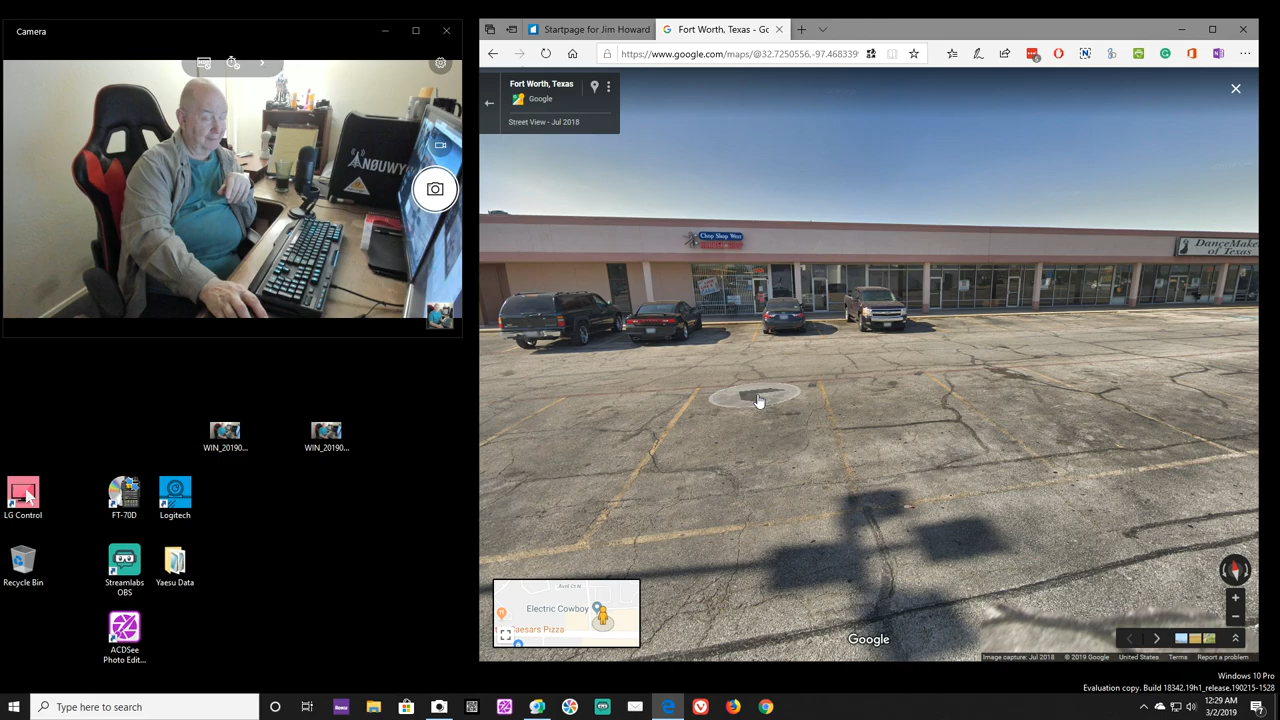 Camera
ANØUWY
WIN_20190...
WIN_20190...
LG Control
FT-70D
Logitech
Recycle Bin
Streamlabs
OBS
Yaesu Data
ACDSee
Photo Edit...
Startpage for Jim Howard
Fort Worth, Texas - Go
https://www.google.com/maps/@32.7250556,-97.468339
Fort Worth, Texas
Google
Street View - Jul 2018
Chop Shop Wen
DanceMake
of Texas
Electric Cowboy
Caesars Pizza
Google
Image capture: Jul 2018 © 2019 Google United States Terms Report a problem
Windows 10 Pro
Evaluation copy. Build 18342.19h1_release.190215-1528
Type here to search
Roku
12:29 AM
3/2/2019
7